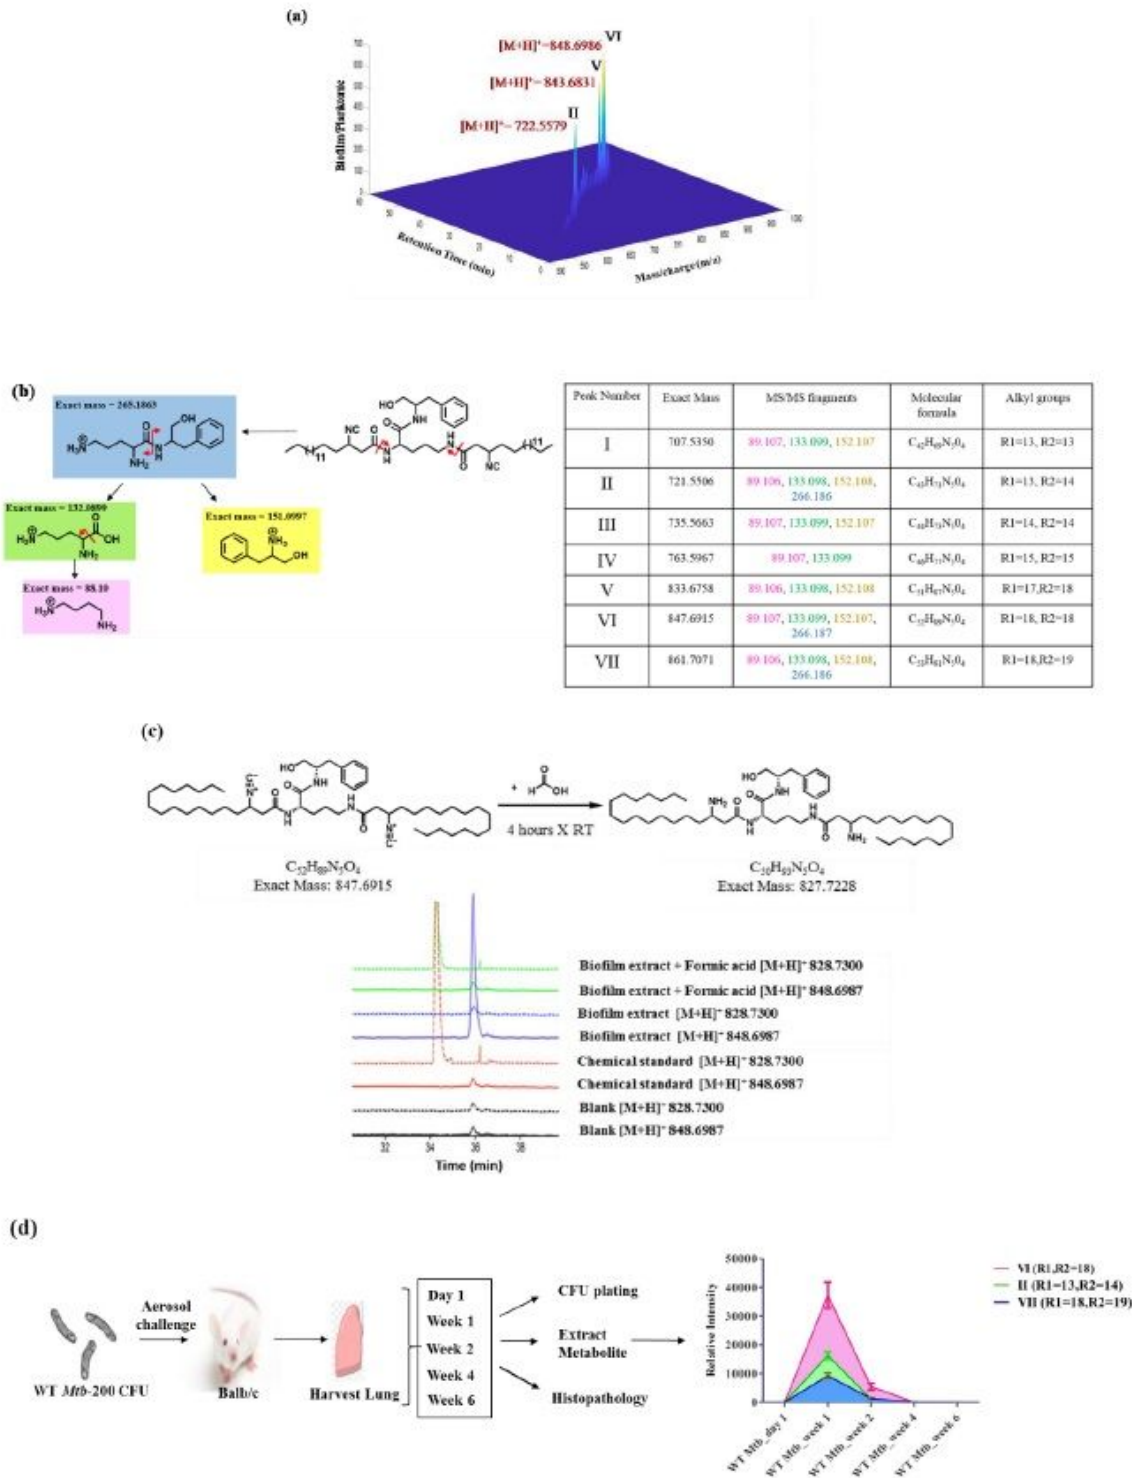 (a)
VI
[M+H]+=848.6986
V
[M+H]+= 843.6831
II
[M+H]+= 722.5579
Biofilm/Planktonic
Retention Time (min)
Mass/charge (m/z)
(b)
Exact mass = 265.1863
OH
NH2
NC
HO
NH
O
11
Exact mass = 132.0899
Exact mass = 151.0997
Exact mass = 88.10
Peak Number Exact Mass MS/MS fragments Molecular formula Alkyl groups
I 707.5350 89.107, 133.099, 152.107 C42H69N5O4 R1=13, R2=13
II 721.5506 89.106, 133.098, 152.108, 266.186 C43H71N5O4 R1=13, R2=14
III 735.5663 89.107, 133.099, 152.107 R1=14, R2=14
IV 763.5967 89.107, 133.099 R1=15, R2=15
V 833.6758 89.106, 133.098, 152.108 C51H87N5O4 R1=17,R2=18
VI 847.6915 89.107, 133.099, 152.107, 266.187 C52H89N5O4 R1=18, R2=18
VII 861.7071 89.106, 133.098, 152.108, 266.186 R1=18,R2=19
(c)
+
4 hours X RT
C52H89N5O4
Exact Mass: 847.6915
C50H93N5O4
Exact Mass: 827.7228
Biofilm extract + Formic acid [M+H]+ 828.7300
Biofilm extract + Formic acid [M+H]+ 848.6987
Biofilm extract [M+H]+ 828.7300
Biofilm extract [M+H]+ 848.6987
Chemical standard [M+H]+ 828.7300
Chemical standard [M+H]+ 848.6987
Blank [M+H]+ 828.7300
Blank [M+H]+ 848.6987
32 34 36 38
Time (min)
(d)
WT Mtb-200 CFU
Aerosol challenge
Balb/c
Harvest Lung
Day 1
Week 1
Week 2
Week 4
Week 6
CFU plating
Extract Metabolite
Histopathology
Relative Intensity
50000
40000
30000
20000
10000
0
WT Mtb_day 1
WT Mtb_week 1
WT Mtb_week 2
WT Mtb_week 4
WT Mtb_week 6
VI (R1,R2=18)
II (R1=13,R2=14)
VII (R1=18,R2=19)